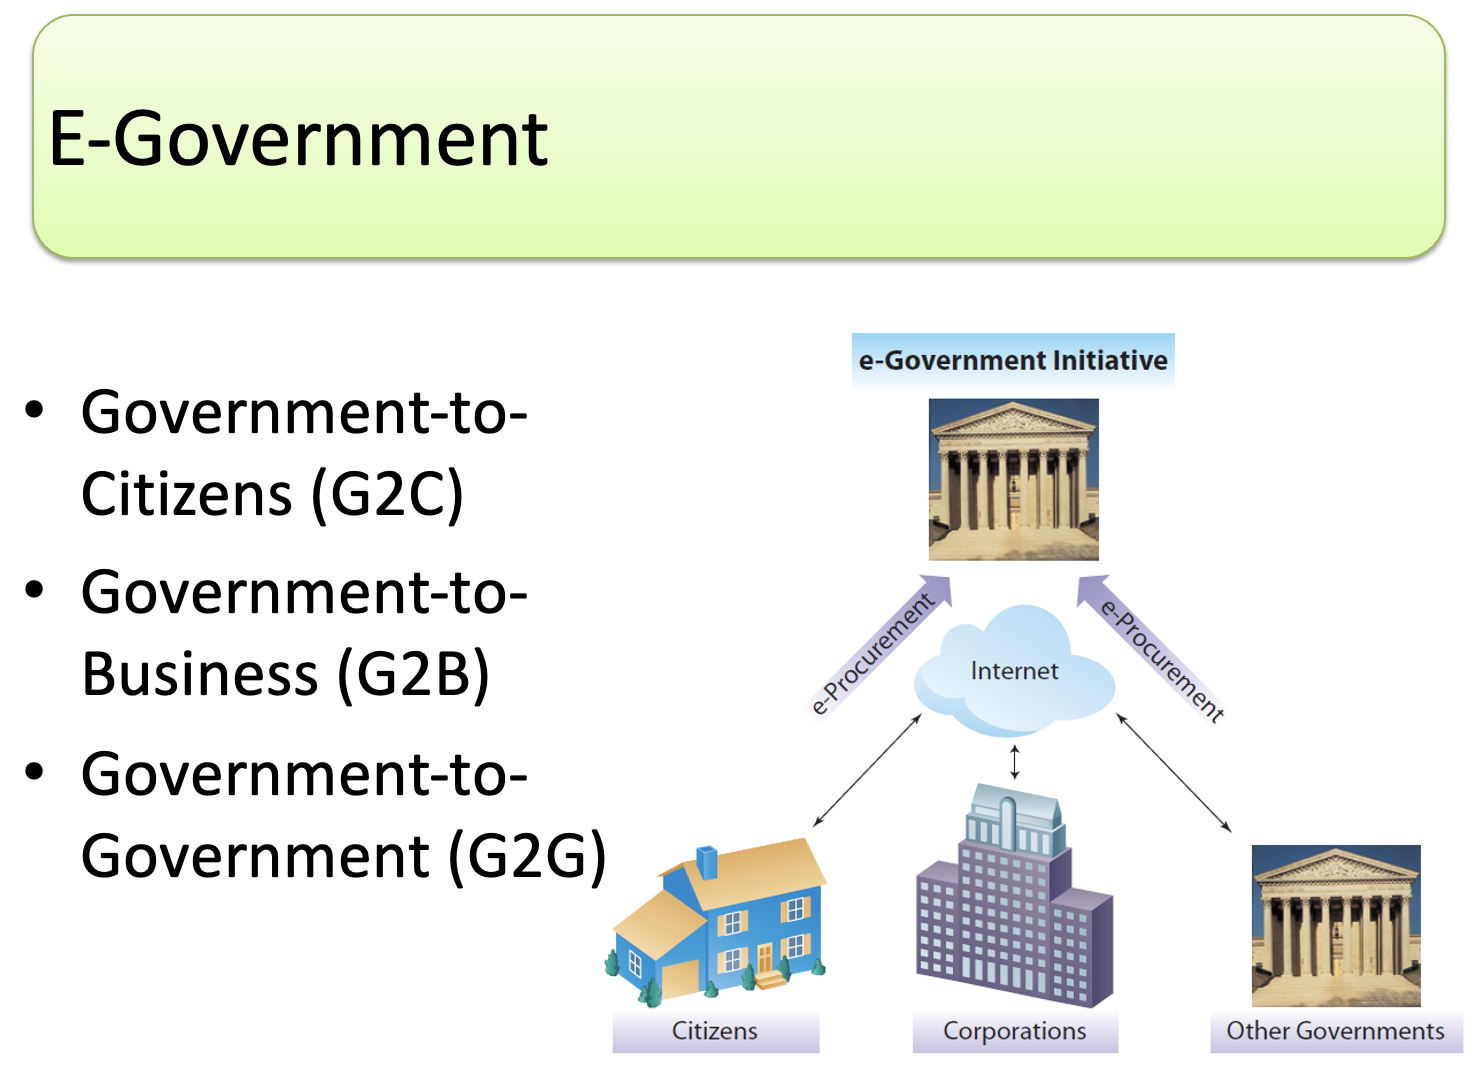 E-Government
• Government-to-
Citizens (G2C)
• Government-to-
Business (G2B)
• Government-to-
Government (G2G)
e-Government Initiative
e-Procurement
e-Procurement
Internet
Citizens
Corporations
Other Governments